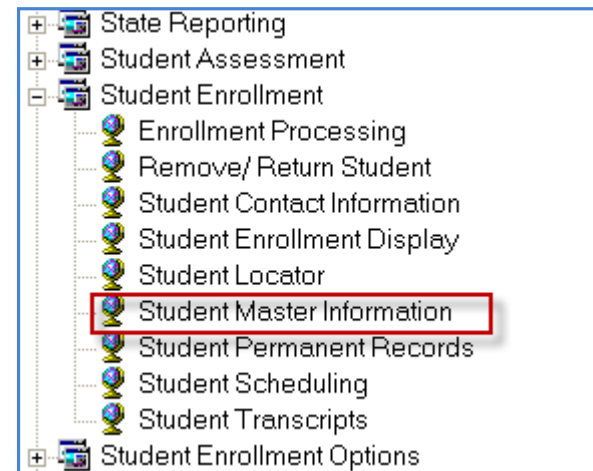 State Reporting
Student Assessment
Student Enrollment
Enrollment Processing
Remove/ Return Student
Student Contact Information
Student Enrollment Display
Student Locator
Student Master Information
Student Permanent Records
Student Scheduling
Student Transcripts
Student Enrollment Options